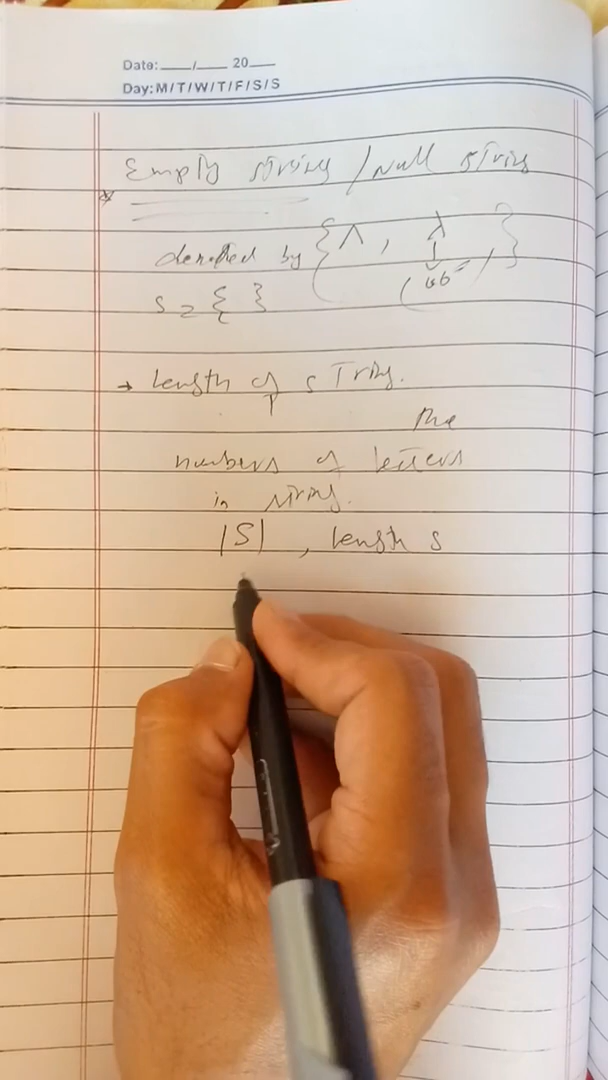 Date: ___/___ 20___
Day:M/T/W/T/F/S/S
Empty string / Null string
denoted by { Λ, λ }
S = { }
→ Length of string.
The
numbers of letters
in string.
|S| , length s